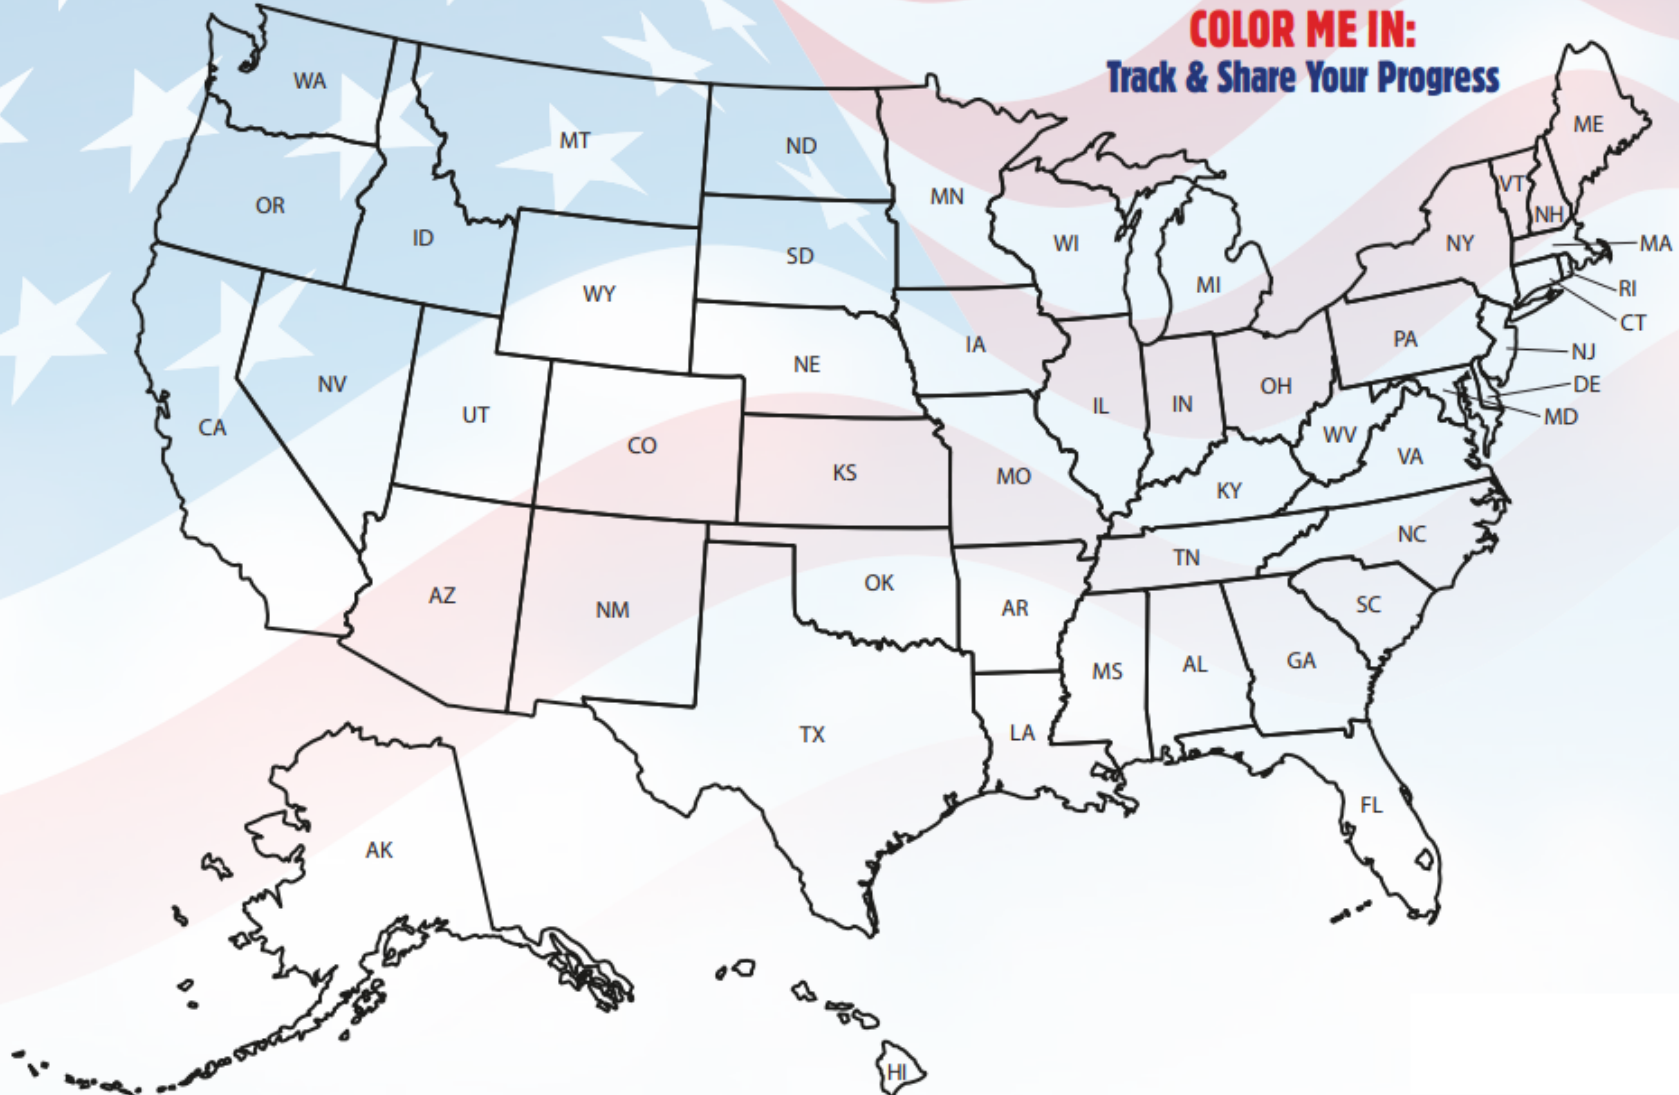 COLOR ME IN:
Track & Share Your Progress
WA
MT
ND
MN
ME
OR
ID
SD
WI
MI
VT
NH
NY
MA
WY
RI
CT
NE
IA
PA
NJ
NV
UT
CO
KS
MO
IL
IN
OH
DE
MD
CA
WV
VA
KY
NC
TN
AZ
NM
OK
AR
SC
MS
AL
GA
TX
LA
FL
AK
HI